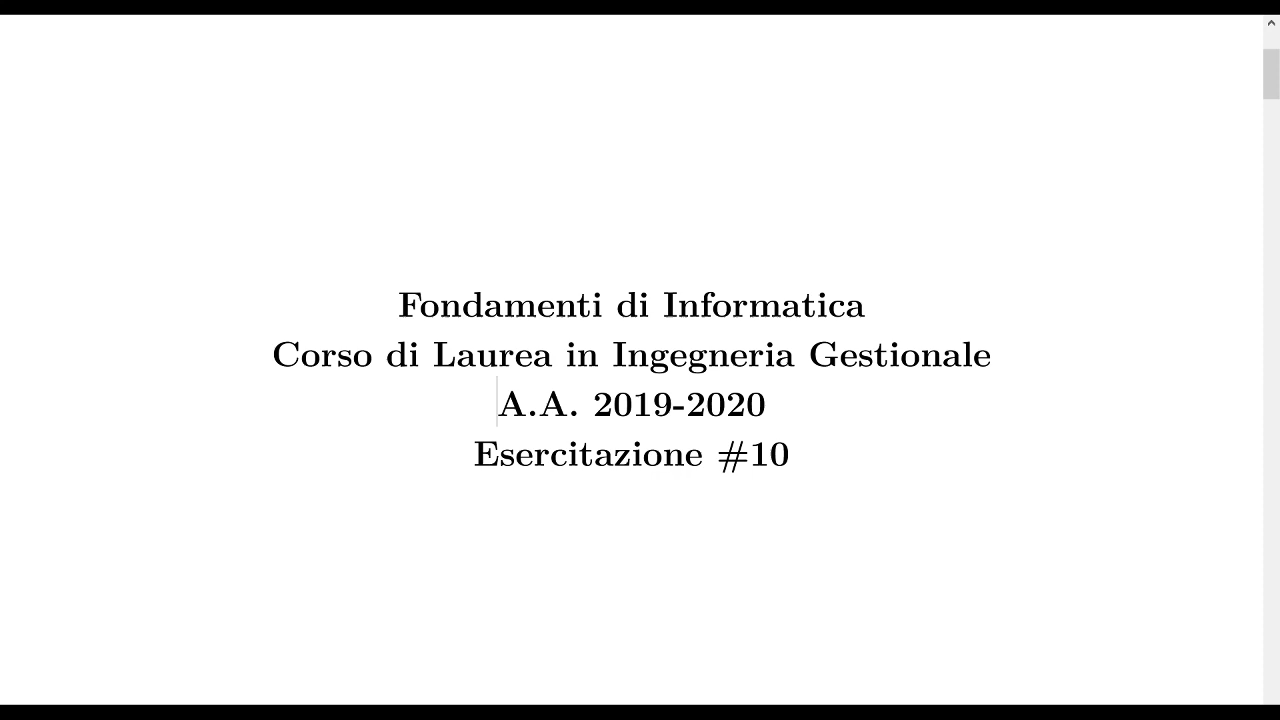 Fondamenti di Informatica
Corso di Laurea in Ingegneria Gestionale
A.A. 2019-2020
Esercitazione #10